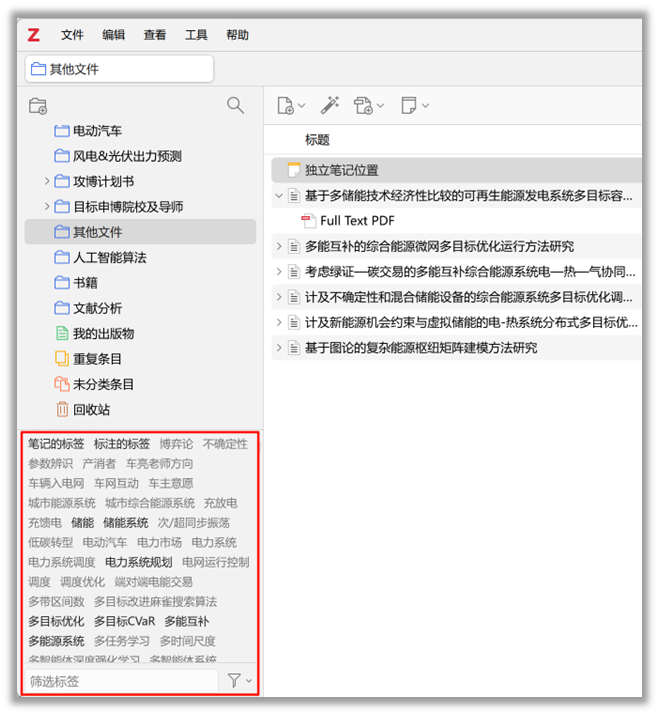 Z 文件 编辑 查看 工具 帮助
其他文件
标题
电动汽车
风电&光伏出力预测
攻博计划书
目标申博院校及导师
其他文件
人工智能算法
书籍
文献分析
我的出版物
重复条目
未分类条目
回收站
独立笔记位置
基于多储能技术经济性比较的可再生能源发电系统多目标容...
Full Text PDF
多能互补的综合能源微网多目标优化运行方法研究
考虑绿证—碳交易的多能互补综合能源系统电—热—气协同...
计及不确定性和混合储能设备的综合能源系统多目标优化调...
计及新能源机会约束与虚拟储能的电-热系统分布式多目标优...
基于图论的复杂能源枢纽矩阵建模方法研究
笔记的标签 标注的标签 博弈论 不确定性
参数辨识 产消者 车亮老师方向
车辆入电网 车网互动 车主意愿
城市能源系统 城市综合能源系统 充放电
充馈电 储能 储能系统 次/超同步振荡
低碳转型 电动汽车 电力市场 电力系统
电力系统调度 电力系统规划 电网运行控制
调度 调度优化 端对端电能交易
多带区间数 多目标改进麻雀搜索算法
多目标优化 多目标CVaR 多能互补
多能源系统 多任务学习 多时间尺度
多智能体深度强化学习 多智能体系统
筛选标签